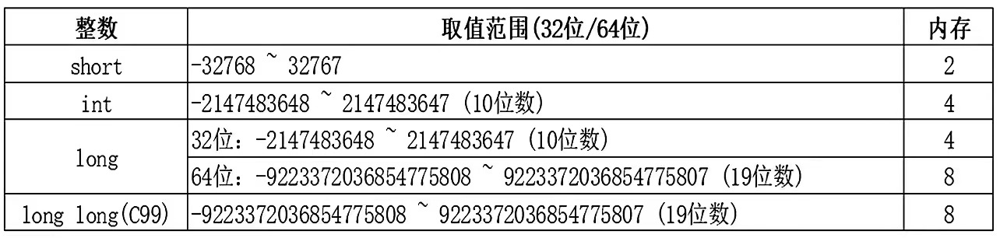 整数 取值范围(32位/64位) 内存
short -32768 ~ 32767 2
int -2147483648 ~ 2147483647 (10位数) 4
long 32位：-2147483648 ~ 2147483647 (10位数) 4
64位：-9223372036854775808 ~ 9223372036854775807 (19位数) 8
long long(C99) -9223372036854775808 ~ 9223372036854775807 (19位数) 8